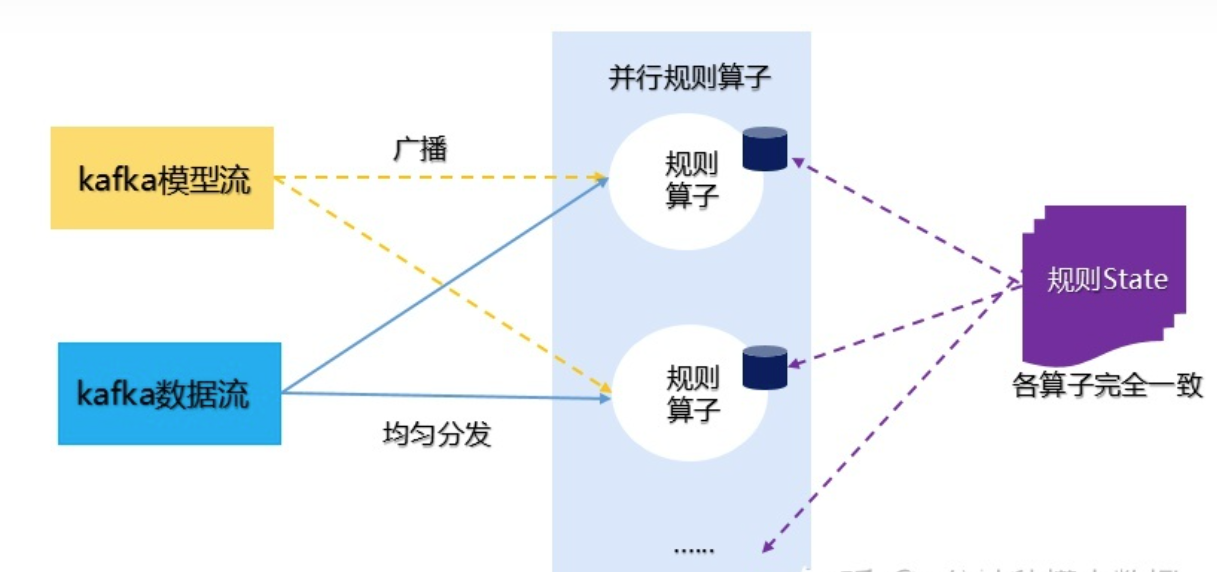 并行规则算子
广播
kafka模型流
规则
算子
规则State
kafka数据流
规则
算子
各算子完全一致
均匀分发
......